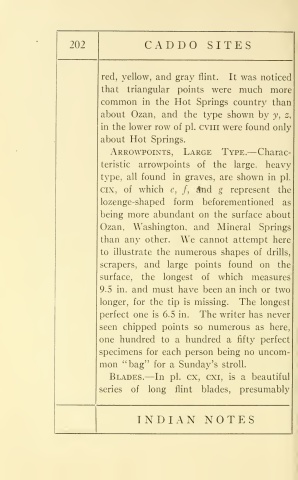 202
CADDO SITES
red, yellow, and gray flint. It was noticed
that triangular points were much more
common in the Hot Springs country than
about Ozan, and the type shown by y, z,
in the lower row of pl. CVIII were found only
about Hot Springs.
ARROWPOINTS, LARGE TYPE.—Charac-
teristic arrowpoints of the large. heavy
type, all found in graves, are shown in pl.
CIX, of which c, f, and g represent the
lozenge-shaped form beforementioned as
being more abundant on the surface about
Ozan, Washington, and Mineral Springs
than any other. We cannot attempt here
to illustrate the numerous shapes of drills,
scrapers, and large points found on the
surface, the longest of which measures
9.5 in. and must have been an inch or two
longer, for the tip is missing. The longest
perfect one is 6.5 in. The writer has never
seen chipped points so numerous as here,
one hundred to a hundred a fifty perfect
specimens for each person being no uncom-
mon "bag" for a Sunday's stroll.
BLADES.—In pl. CX, CXI, is a beautiful
series of long flint blades, presumably
INDIAN NOTES